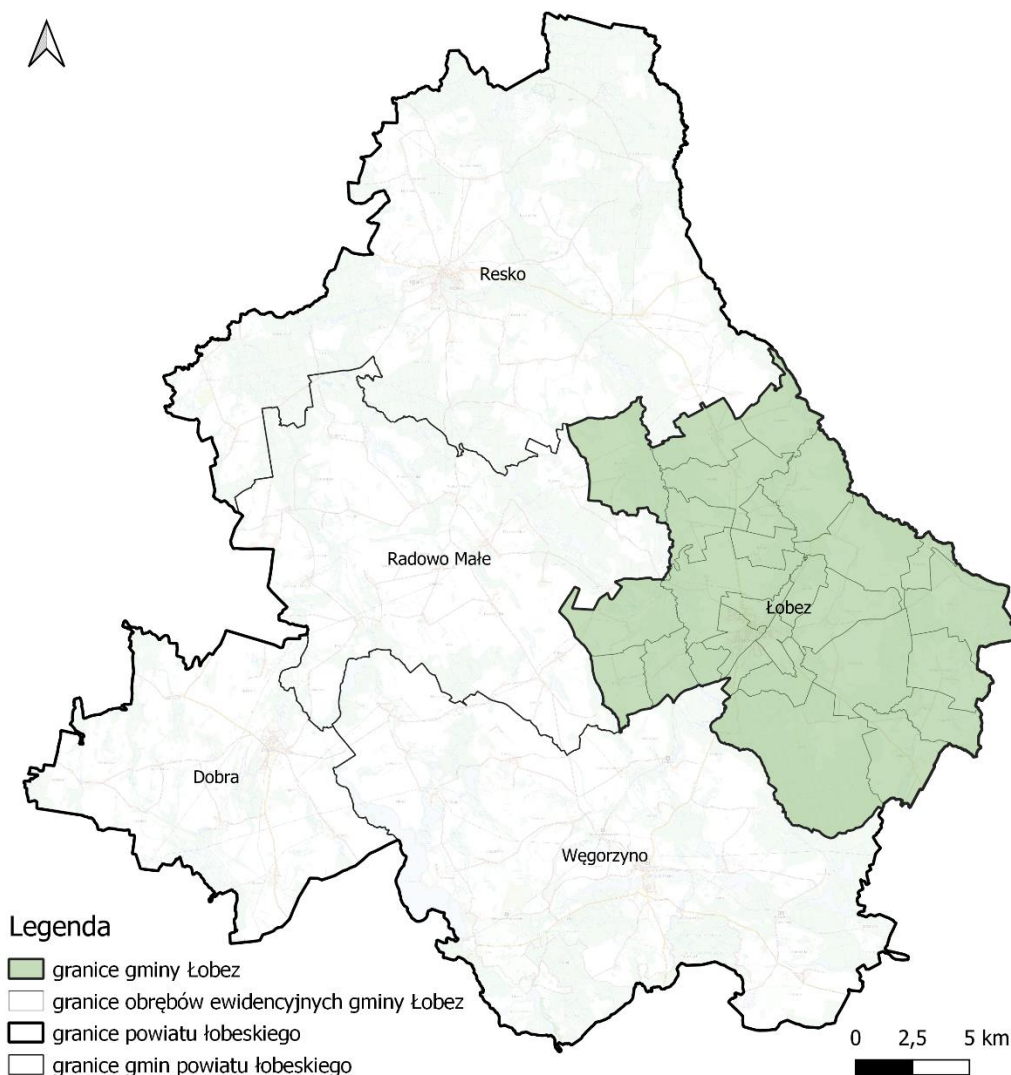 Resko
Radowo Małe
Łobez
Dobra
Węgorzyno
Legenda
granice gminy Łobez
granice obrębów ewidencyjnych gminy Łobez
granice powiatu łobeskiego
granice gmin powiatu łobeskiego
0 2,5 5 km